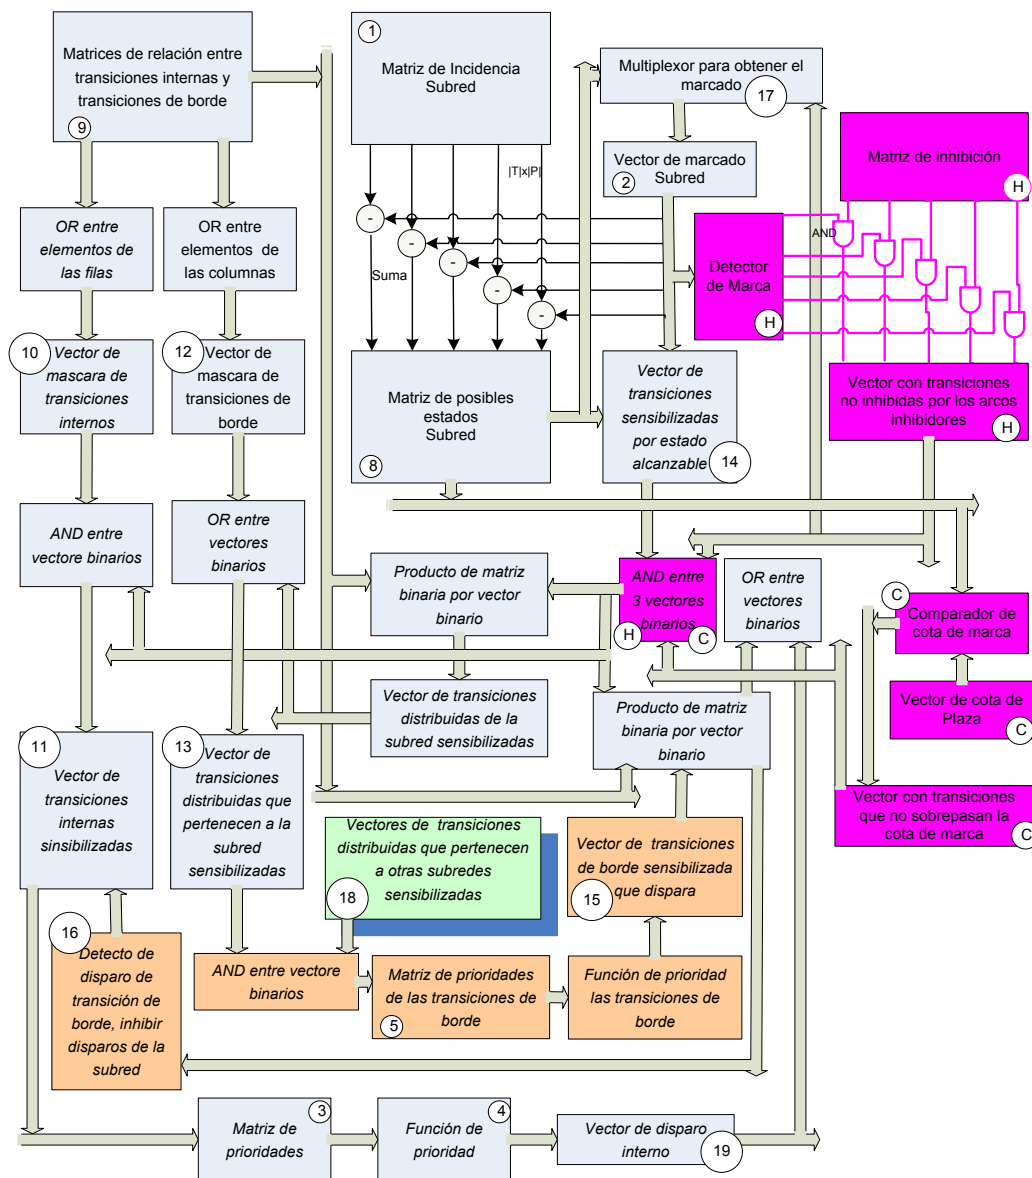 Matrices de relación entre
transiciones internas y
transiciones de borde
9
1
Matriz de Incidencia
Subred
Multiplexor para obtener el
marcado
17
Vector de marcado
Subred
2
Matriz de inhibición
H
|T|x|P|
OR entre
elementos de
las filas
OR entre
elementos de
las columnas
-
-
-
-
-
Suma
Detector
de Marca
H
AND
10
Vector de
mascara de
transiciones
internos
12
Vector de
mascara de
transiciones de
borde
Matriz de posibles
estados
Subred
8
Vector de
transiciones
sensibilizadas
por estado
alcanzable
14
Vector con transiciones
no inhibidas por los arcos
inhibidores
H
AND entre
vectore binarios
OR entre
vectores
binarios
Producto de matriz
binaria por vector
binario
AND entre
3 vectores
binarios
H
C
OR entre
vectores
binarios
C
Comparador de
cota de marca
Vector de cota de
Plaza
C
Vector de transiciones
distribuidas de la
subred sensibilizadas
Producto de matriz
binaria por vector
binario
11
Vector de
transiciones
internas
sinsibilizadas
13
Vector de
transiciones
distribuidas que
pertenecen a la
subred
sensibilizadas
Vector con transiciones
que no sobrepasan la
cota de marca
C
Vectores de transiciones
distribuidas que pertenecen
a otras subredes
sensibilizadas
18
Vector de transiciones
de borde sensibilizada
que dispara
15
16
Detecto de
disparo de
transición de
borde, inhibir
disparos de la
subred
AND entre vectore
binarios
Matriz de prioridades
de las transiciones de
borde
5
Función de prioridad
las transiciones de
borde
3
Matriz de
prioridades
4
Función de
prioridad
Vector de disparo
interno
19